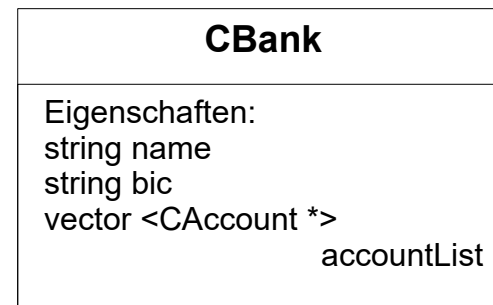 CBank
Eigenschaften:
string name
string bic
vector <CAccount *>
accountList